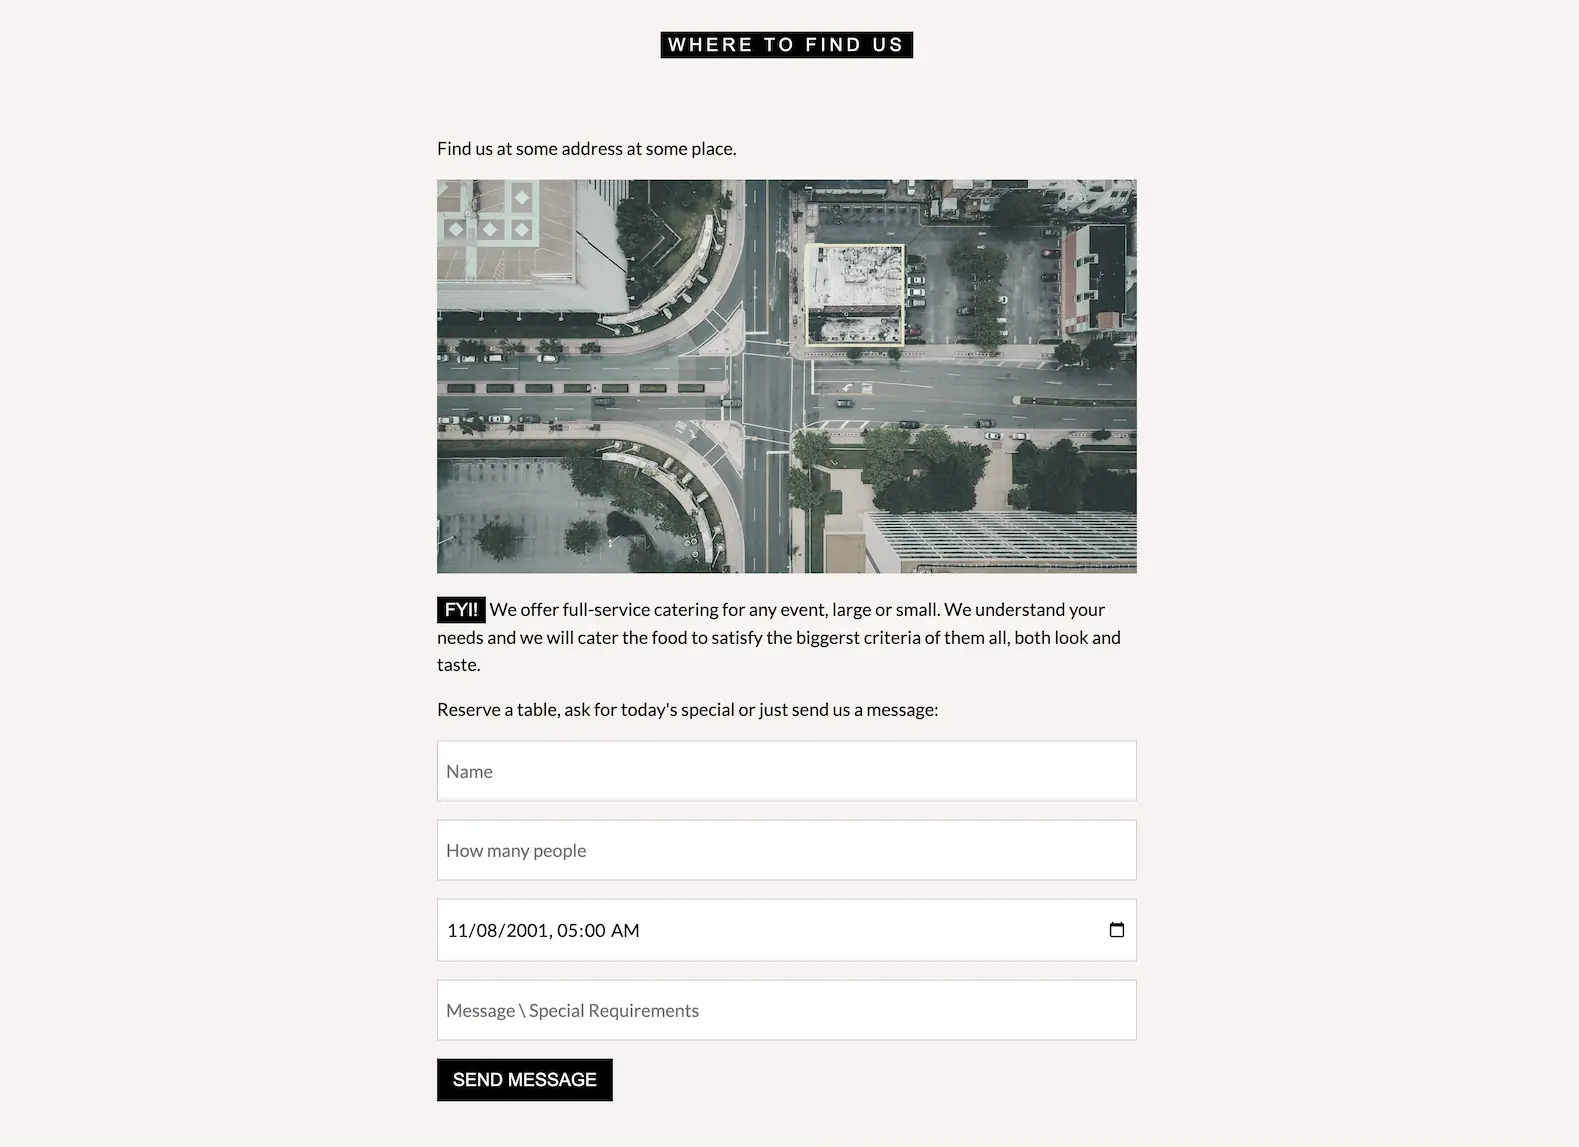 WHERE TO FIND US
Find us at some address at some place.
FYI! We offer full-service catering for any event, large or small. We understand your
needs and we will cater the food to satisfy the biggerst criteria of them all, both look and
taste.
Reserve a table, ask for today's special or just send us a message:
Name
How many people
11/08/2001, 05:00 AM
Message \ Special Requirements
SEND MESSAGE